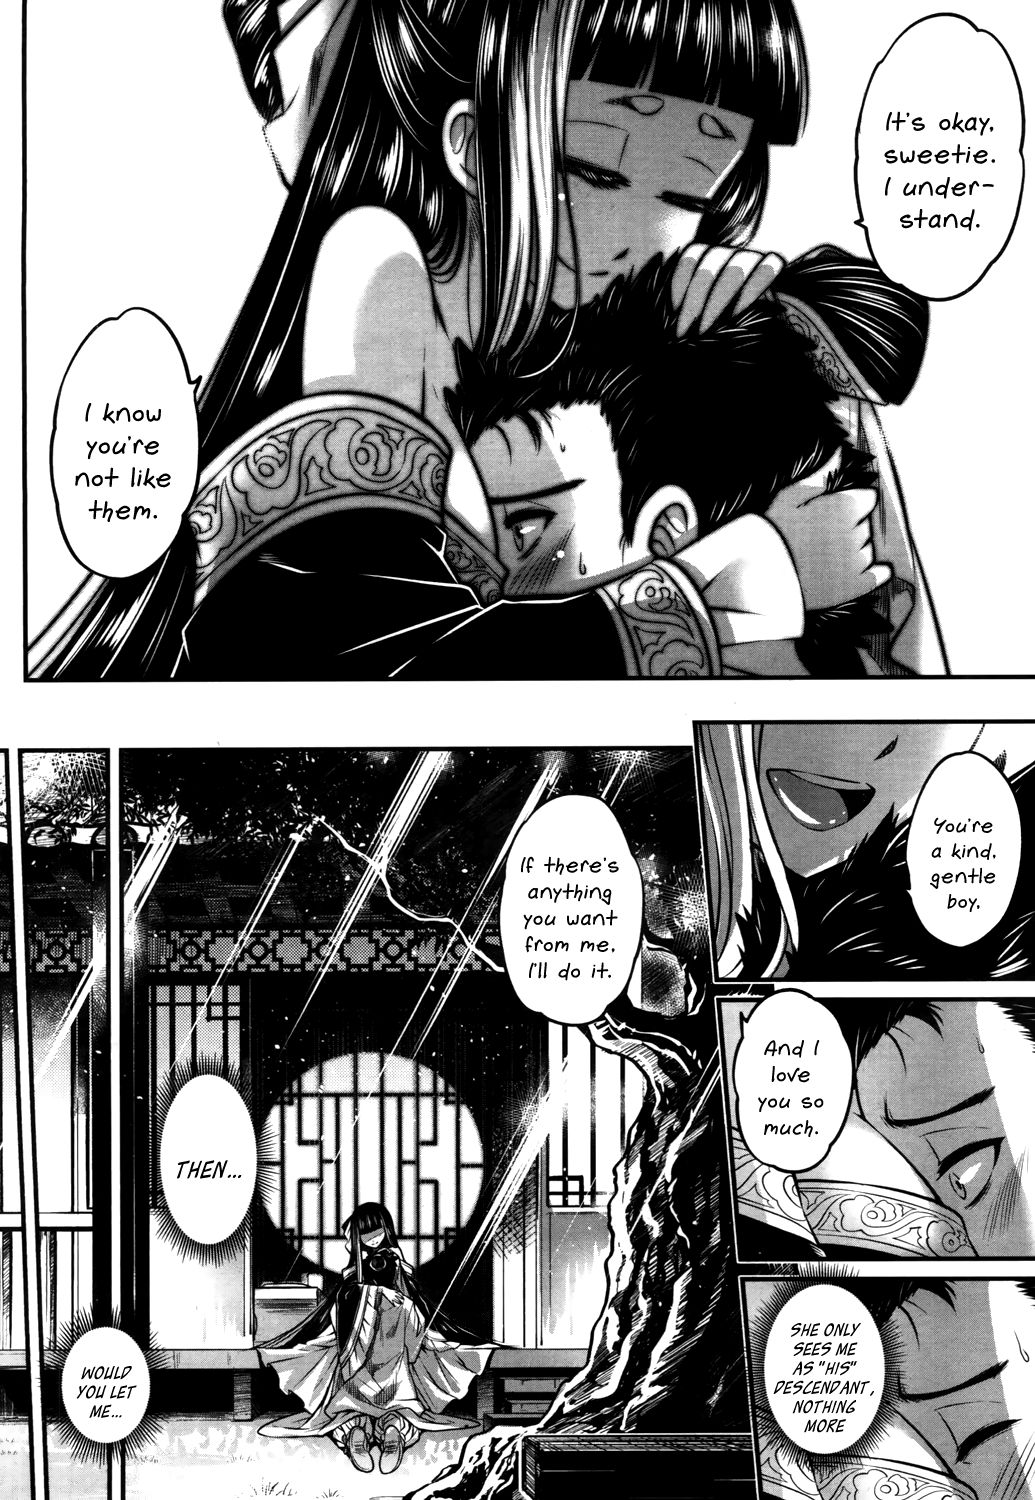 It's okay,
sweetie.
I under-
stand.
I know
you're
not like
them.
You're
a kind,
gentle
boy.
And I
love
you so
much.
SHE ONLY
SEES ME
AS "HIS"
DESCENDANT,
NOTHING
MORE
If there's
anything
you want
from me,
I'll do it.
THEN...
WOULD
YOU LET
ME...